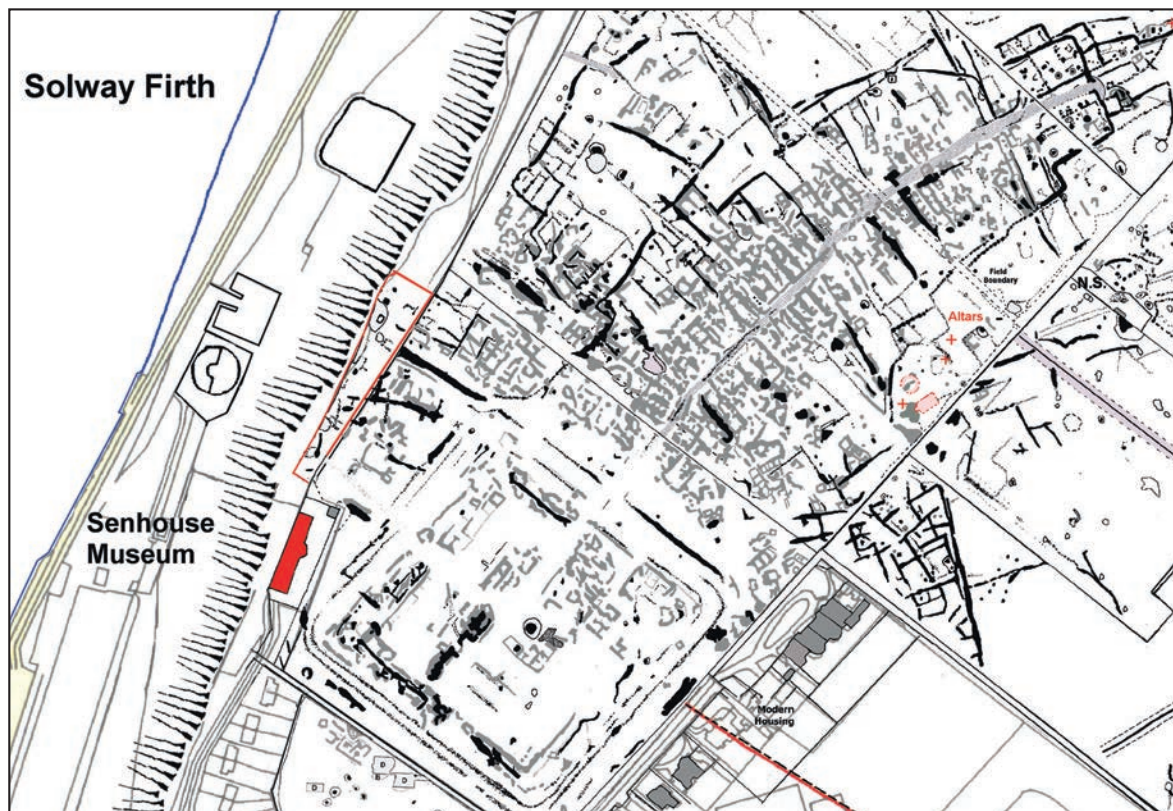 Solway Firth
Field
Boundary
N.S.
Altars
Senhouse
Museum
Modern
Housing
D
D
D